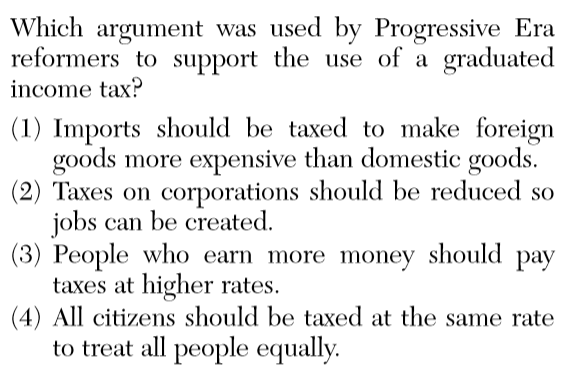 Which argument was used by Progressive Era
reformers to support the use of a graduated
income tax?
(1) Imports should be taxed to make foreign
goods more expensive than domestic goods.
(2) Taxes on corporations should be reduced so
jobs can be created.
(3) People who earn more money should pay
taxes at higher rates.
(4) All citizens should be taxed at the same rate
to treat all people equally.